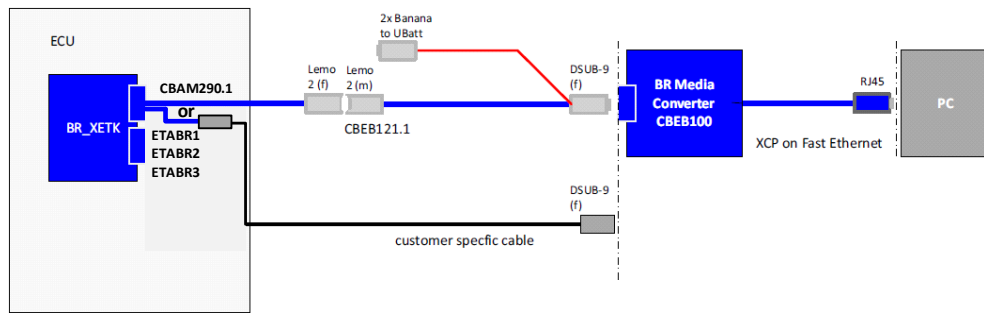 2x Banana
to UBatt
ECU
Lemo
2 (f)
Lemo
2 (m)
DSUB-9
(f)
CBAM290.1
or
BR_XETK
ETABR1
ETABR2
ETABR3
CBEB121.1
BR Media
Converter
CBEB100
RJ45
PC
XCP on Fast Ethernet
DSUB-9
(f)
customer specfic cable